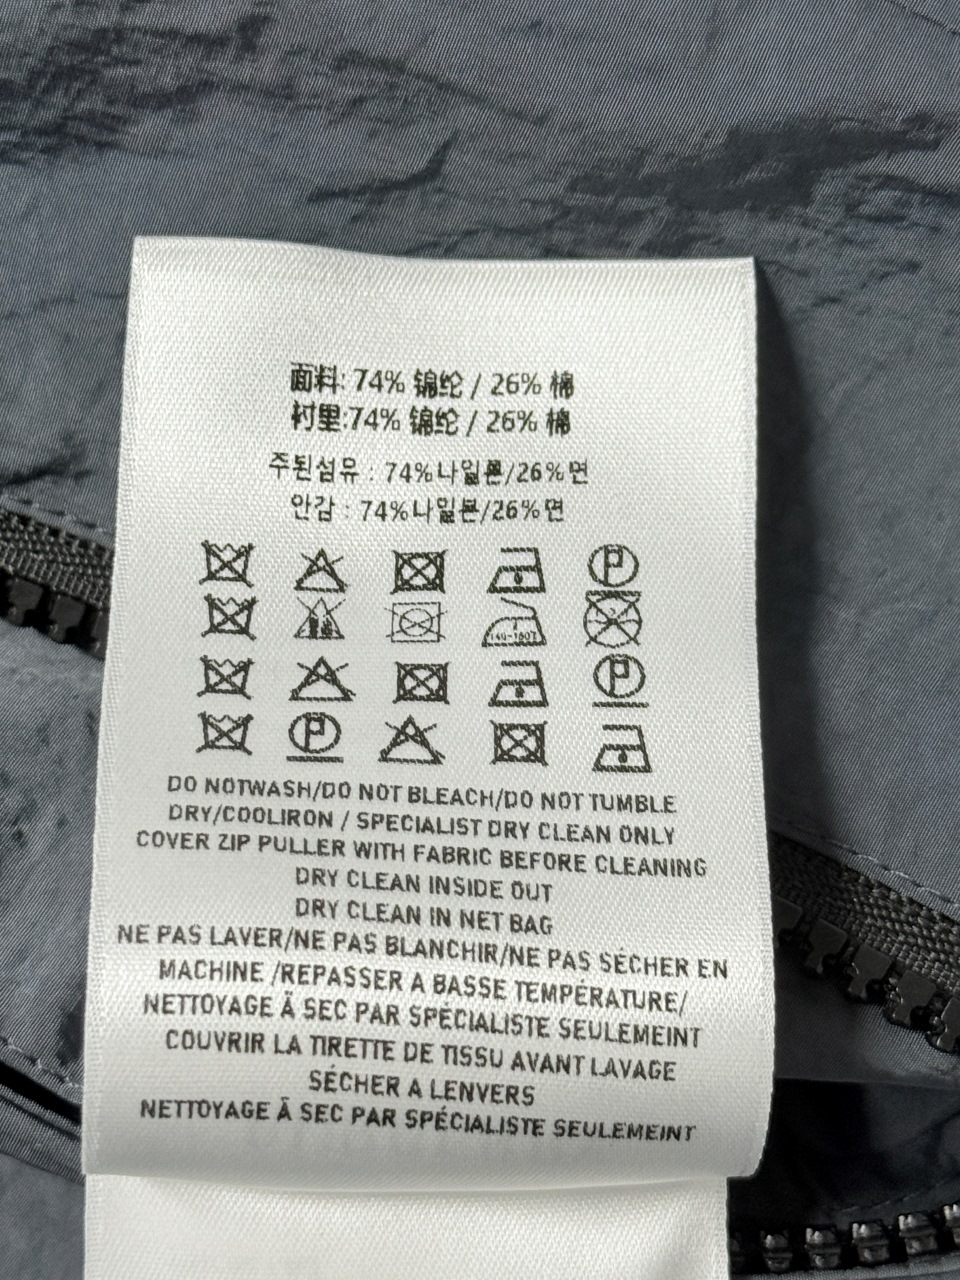 面料: 74% 锦纶 / 26% 棉
衬里:74% 锦纶 / 26% 棉
주된섬유 : 74%나일론/26%면
안감 : 74%나일론/26%면
P
140-160℃
P
P
DO NOTWASH/DO NOT BLEACH/DO NOT TUMBLE
DRY/COOLIRON / SPECIALIST DRY CLEAN ONLY
COVER ZIP PULLER WITH FABRIC BEFORE CLEANING
DRY CLEAN INSIDE OUT
DRY CLEAN IN NET BAG
NE PAS LAVER/NE PAS BLANCHIR/NE PAS SÉCHER EN
MACHINE /REPASSER A BASSE TEMPÉRATURE/
NETTOYAGE Ä SEC PAR SPÉCIALISTE SEULEMEINT
COUVRIR LA TIRETTE DE TISSU AVANT LAVAGE
SÉCHER A LENVERS
NETTOYAGE Ä SEC PAR SPÉCIALISTE SEULEMEINT